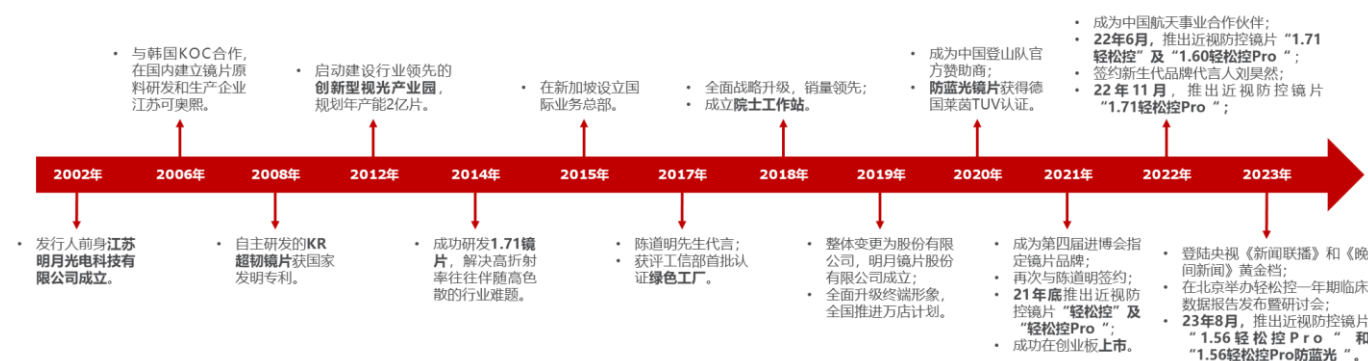 • 与韩国KOC合作，
在国内建立镜片原
料研发和生产企业
江苏可奥熙。
• 启动建设行业领先的
创新型视光产业园，
规划年产能2亿片。
• 在新加坡设立国
际业务总部。
• 全面战略升级，销量领先；
• 成立院士工作站。
• 成为中国登山队官
方赞助商；
• 防蓝光镜片获得德
国莱茵TUV认证。
• 成为中国航天事业合作伙伴；
• 22年6月，推出近视防控镜片“1.71
轻松控”及“1.60轻松控Pro“；
• 签约新生代品牌代言人刘昊然；
• 22年11月，推出近视防控镜片
“1.71轻松控Pro“；
2002年 2006年 2008年 2012年 2014年 2015年 2017年 2018年 2019年 2020年 2021年 2022年 2023年
• 发行人前身江苏
明月光电科技有
限公司成立。
• 自主研发的KR
超韧镜片获国家
发明专利。
• 成功研发1.71镜
片，解决高折射
率往往伴随高色
散的行业难题。
• 陈道明先生代言；
• 获评工信部首批认
证绿色工厂。
• 整体变更为股份有限
公司，明月镜片股份
有限公司成立；
• 全面升级终端形象，
全国推进万店计划。
• 成为第四届进博会指
定镜片品牌；
• 再次与陈道明签约；
• 21年底推出近视防
控镜片“轻松控”及
“轻松控Pro“；
• 成功在创业板上市。
• 登陆央视《新闻联播》和《晚
间新闻》黄金档；
• 在北京举办轻松控一年期临床
数据报告发布暨研讨会；
• 23年8月，推出近视防控镜片
“1.56轻松控Pro“和
“1.56轻松控Pro防蓝光“。